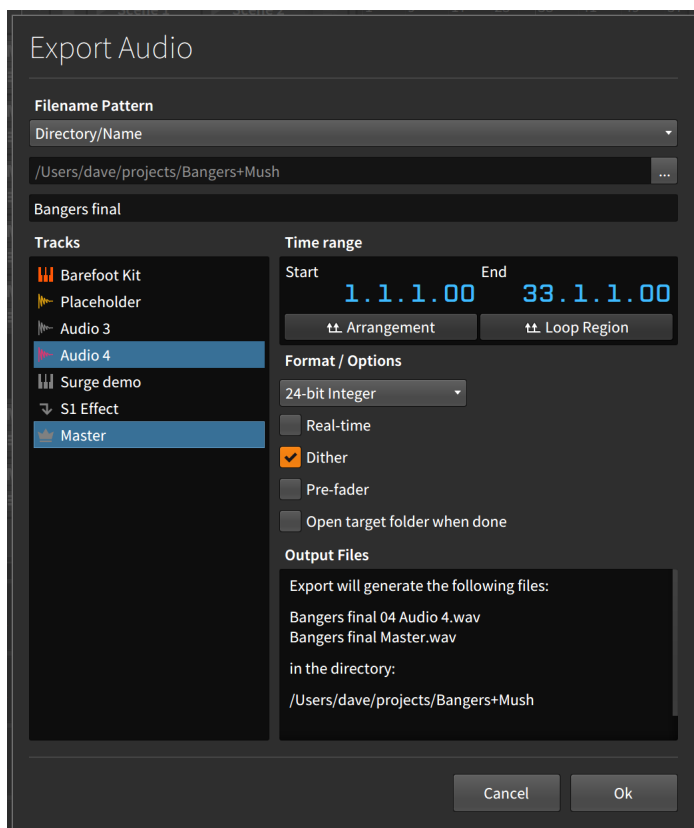 Export Audio
Filename Pattern
Directory/Name
/Users/dave/projects/Bangers+Mush
...
Bangers final
Tracks
Barefoot Kit
Placeholder
Audio 3
Audio 4
Surge demo
S1 Effect
Master
Time range
Start
1.1.1.00
End
33.1.1.00
Arrangement
Loop Region
Format / Options
24-bit Integer
Real-time
Dither
Pre-fader
Open target folder when done
Output Files
Export will generate the following files:
Bangers final 04 Audio 4.wav
Bangers final Master.wav
in the directory:
/Users/dave/projects/Bangers+Mush
Cancel
Ok